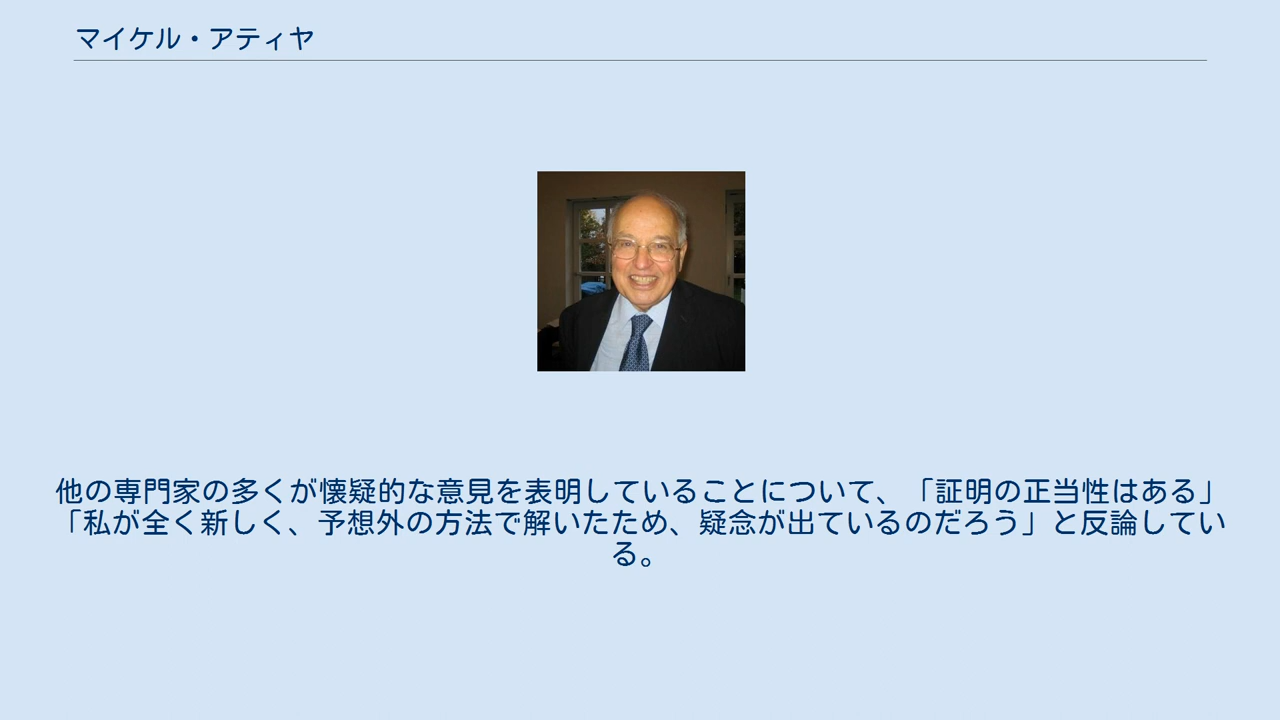 マイケル・アティヤ
他の専門家の多くが懐疑的な意見を表明していることについて、「証明の正当性はある」
「私が全く新しく、予想外の方法で解いたため、疑念が出ているのだろう」と反論してい
る。